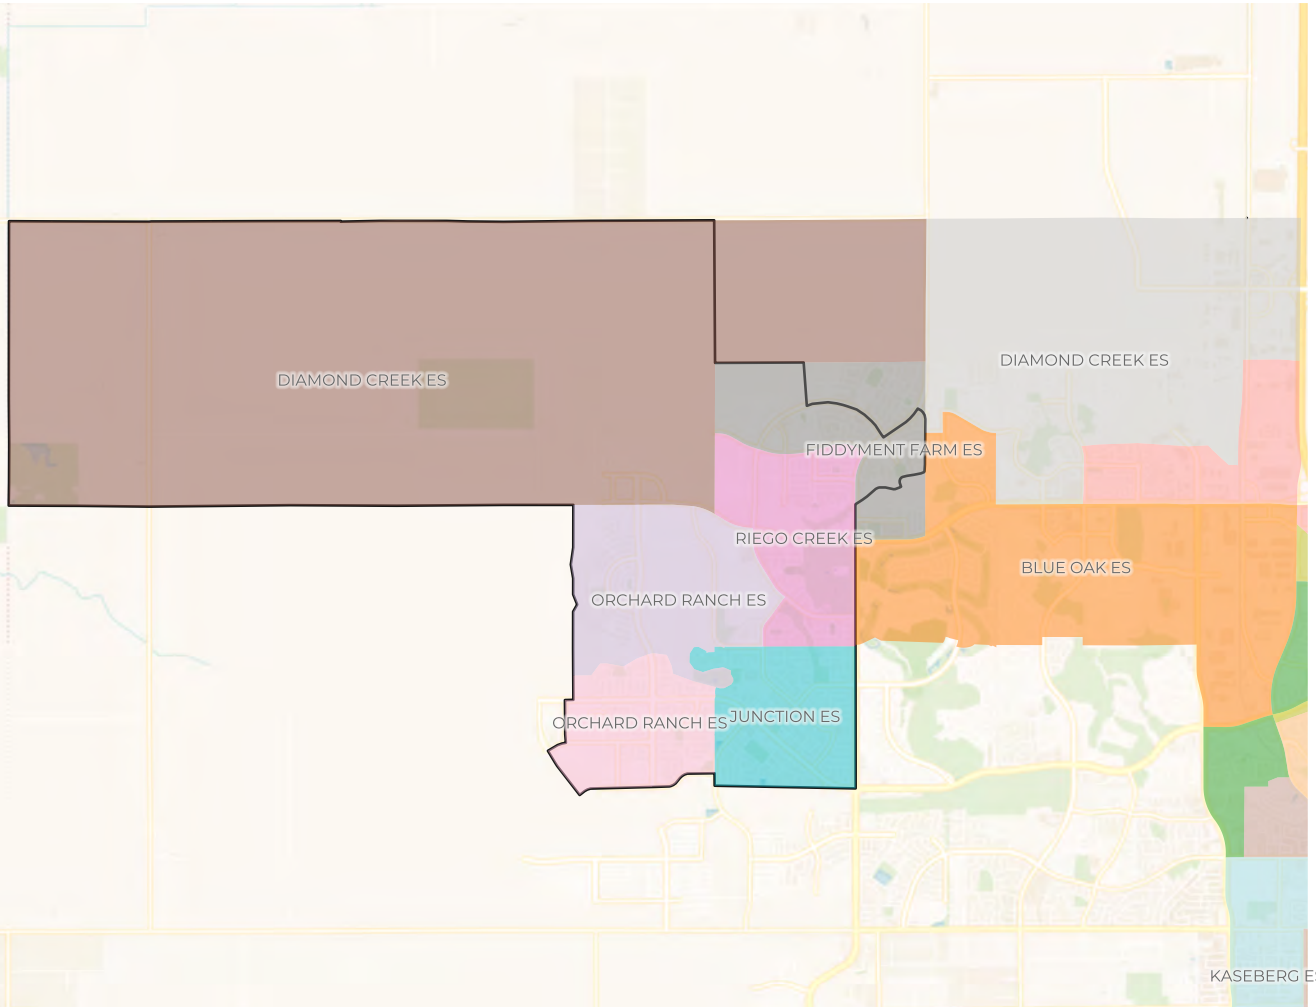 DIAMOND CREEK ES
DIAMOND CREEK ES
FIDDYMENT FARM ES
RIEGO CREEK ES
BLUE OAK ES
ORCHARD RANCH ES
ORCHARD RANCH ES
JUNCTION ES
KASEBERG E